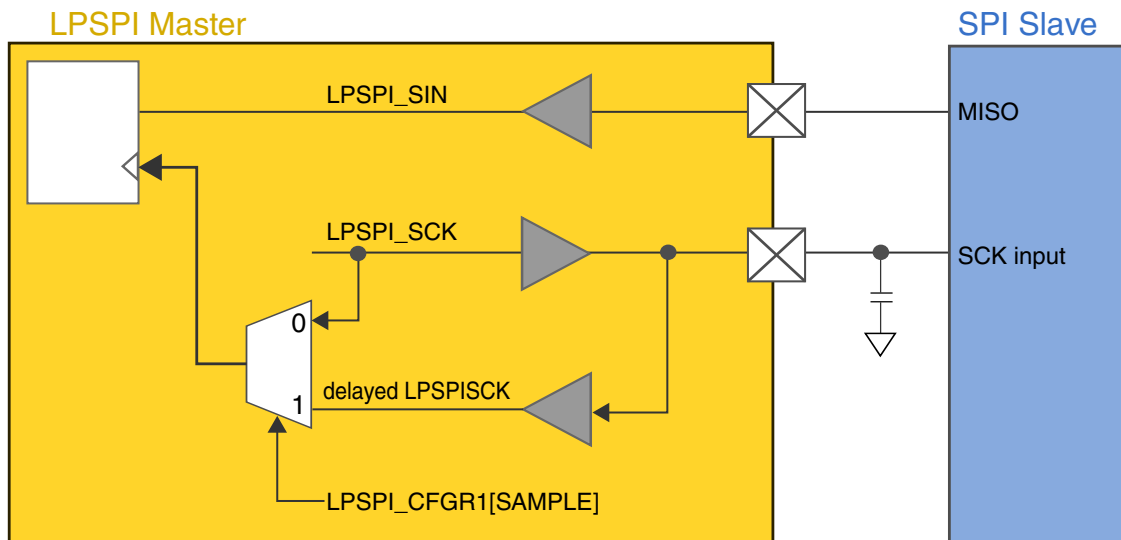 LPSPI Master
SPI Slave
LPSPI_SIN
MISO
LPSPI_SCK
SCK input
0
delayed LPSPISCK
1
LPSPI_CFGR1[SAMPLE]